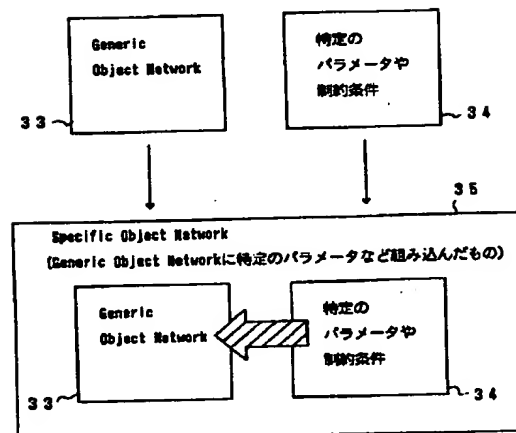 Generic
Object Network
33
特定の
パラメータや
制約条件
34
35
Specific Object Network
(Generic Object Networkに特定のパラメータなど組み込んだもの)
Generic
Object Network
33
特定の
パラメータや
制約条件
34